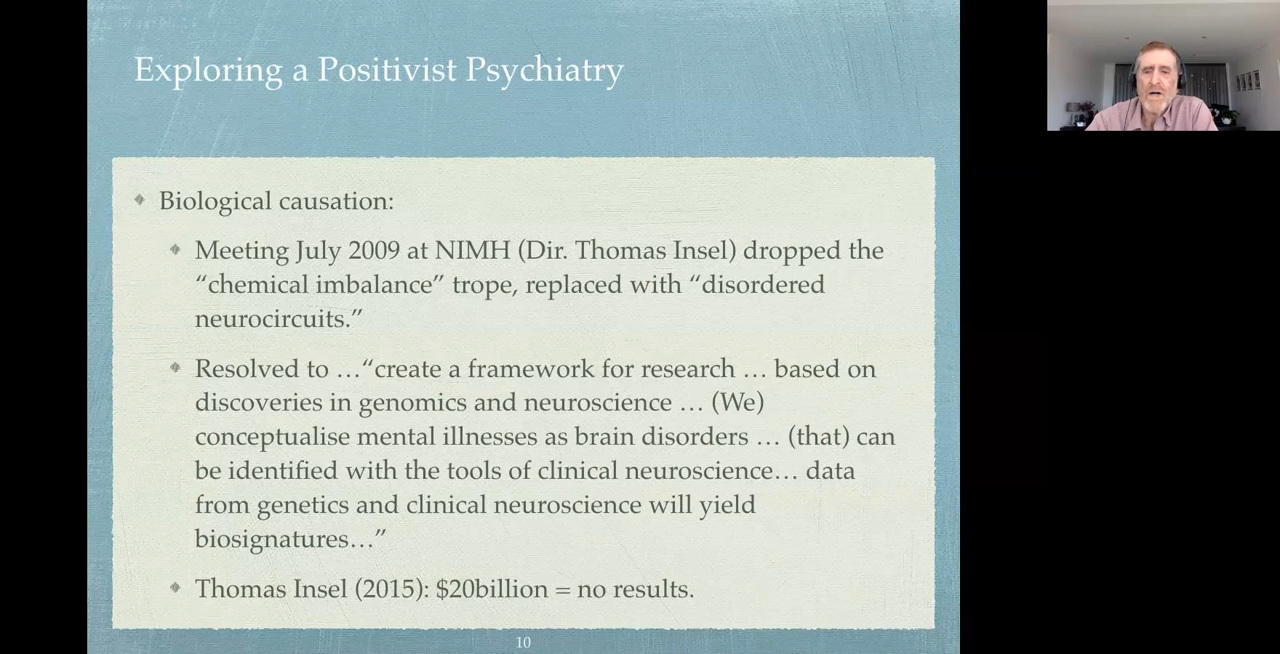 Exploring a Positivist Psychiatry
Biological causation:
Meeting July 2009 at NIMH (Dir. Thomas Insel) dropped the
“chemical imbalance” trope, replaced with “disordered
neurocircuits.”
Resolved to …“create a framework for research … based on
discoveries in genomics and neuroscience … (We)
conceptualise mental illnesses as brain disorders … (that) can
be identified with the tools of clinical neuroscience… data
from genetics and clinical neuroscience will yield
biosignatures…”
Thomas Insel (2015): $20billion = no results.
10